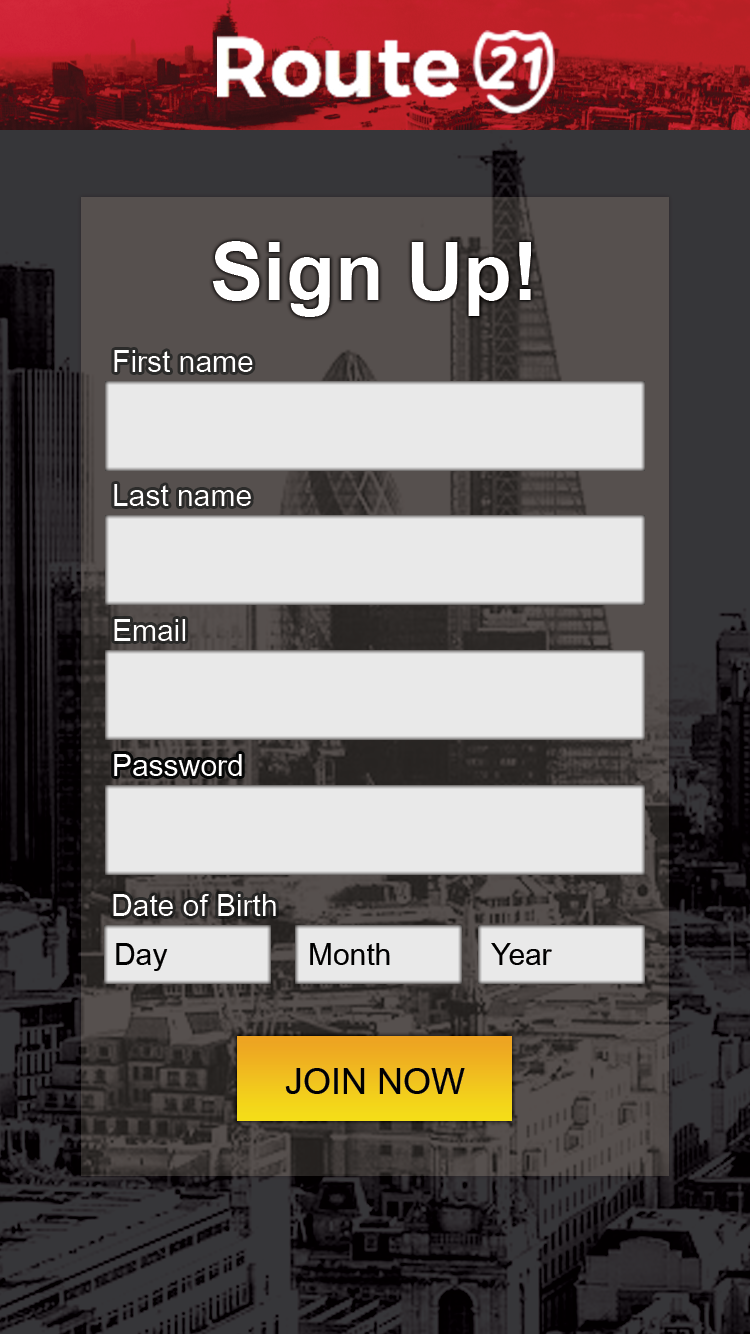 Route 21
Sign Up!
First name
Last name
Email
Password
Date of Birth
Day Month Year
JOIN NOW